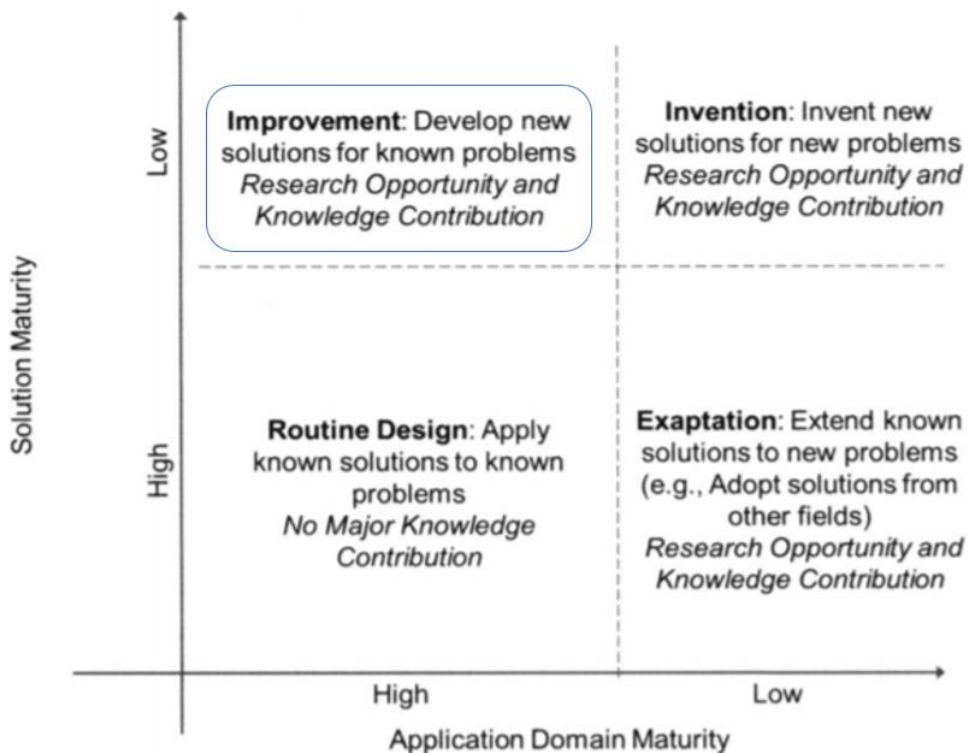 Solution Maturity
Low
High
Improvement: Develop new
solutions for known problems
Research Opportunity and
Knowledge Contribution
Invention: Invent new
solutions for new problems
Research Opportunity and
Knowledge Contribution
Routine Design: Apply
known solutions to known
problems
No Major Knowledge
Contribution
Exaptation: Extend known
solutions to new problems
(e.g., Adopt solutions from
other fields)
Research Opportunity and
Knowledge Contribution
High
Low
Application Domain Maturity